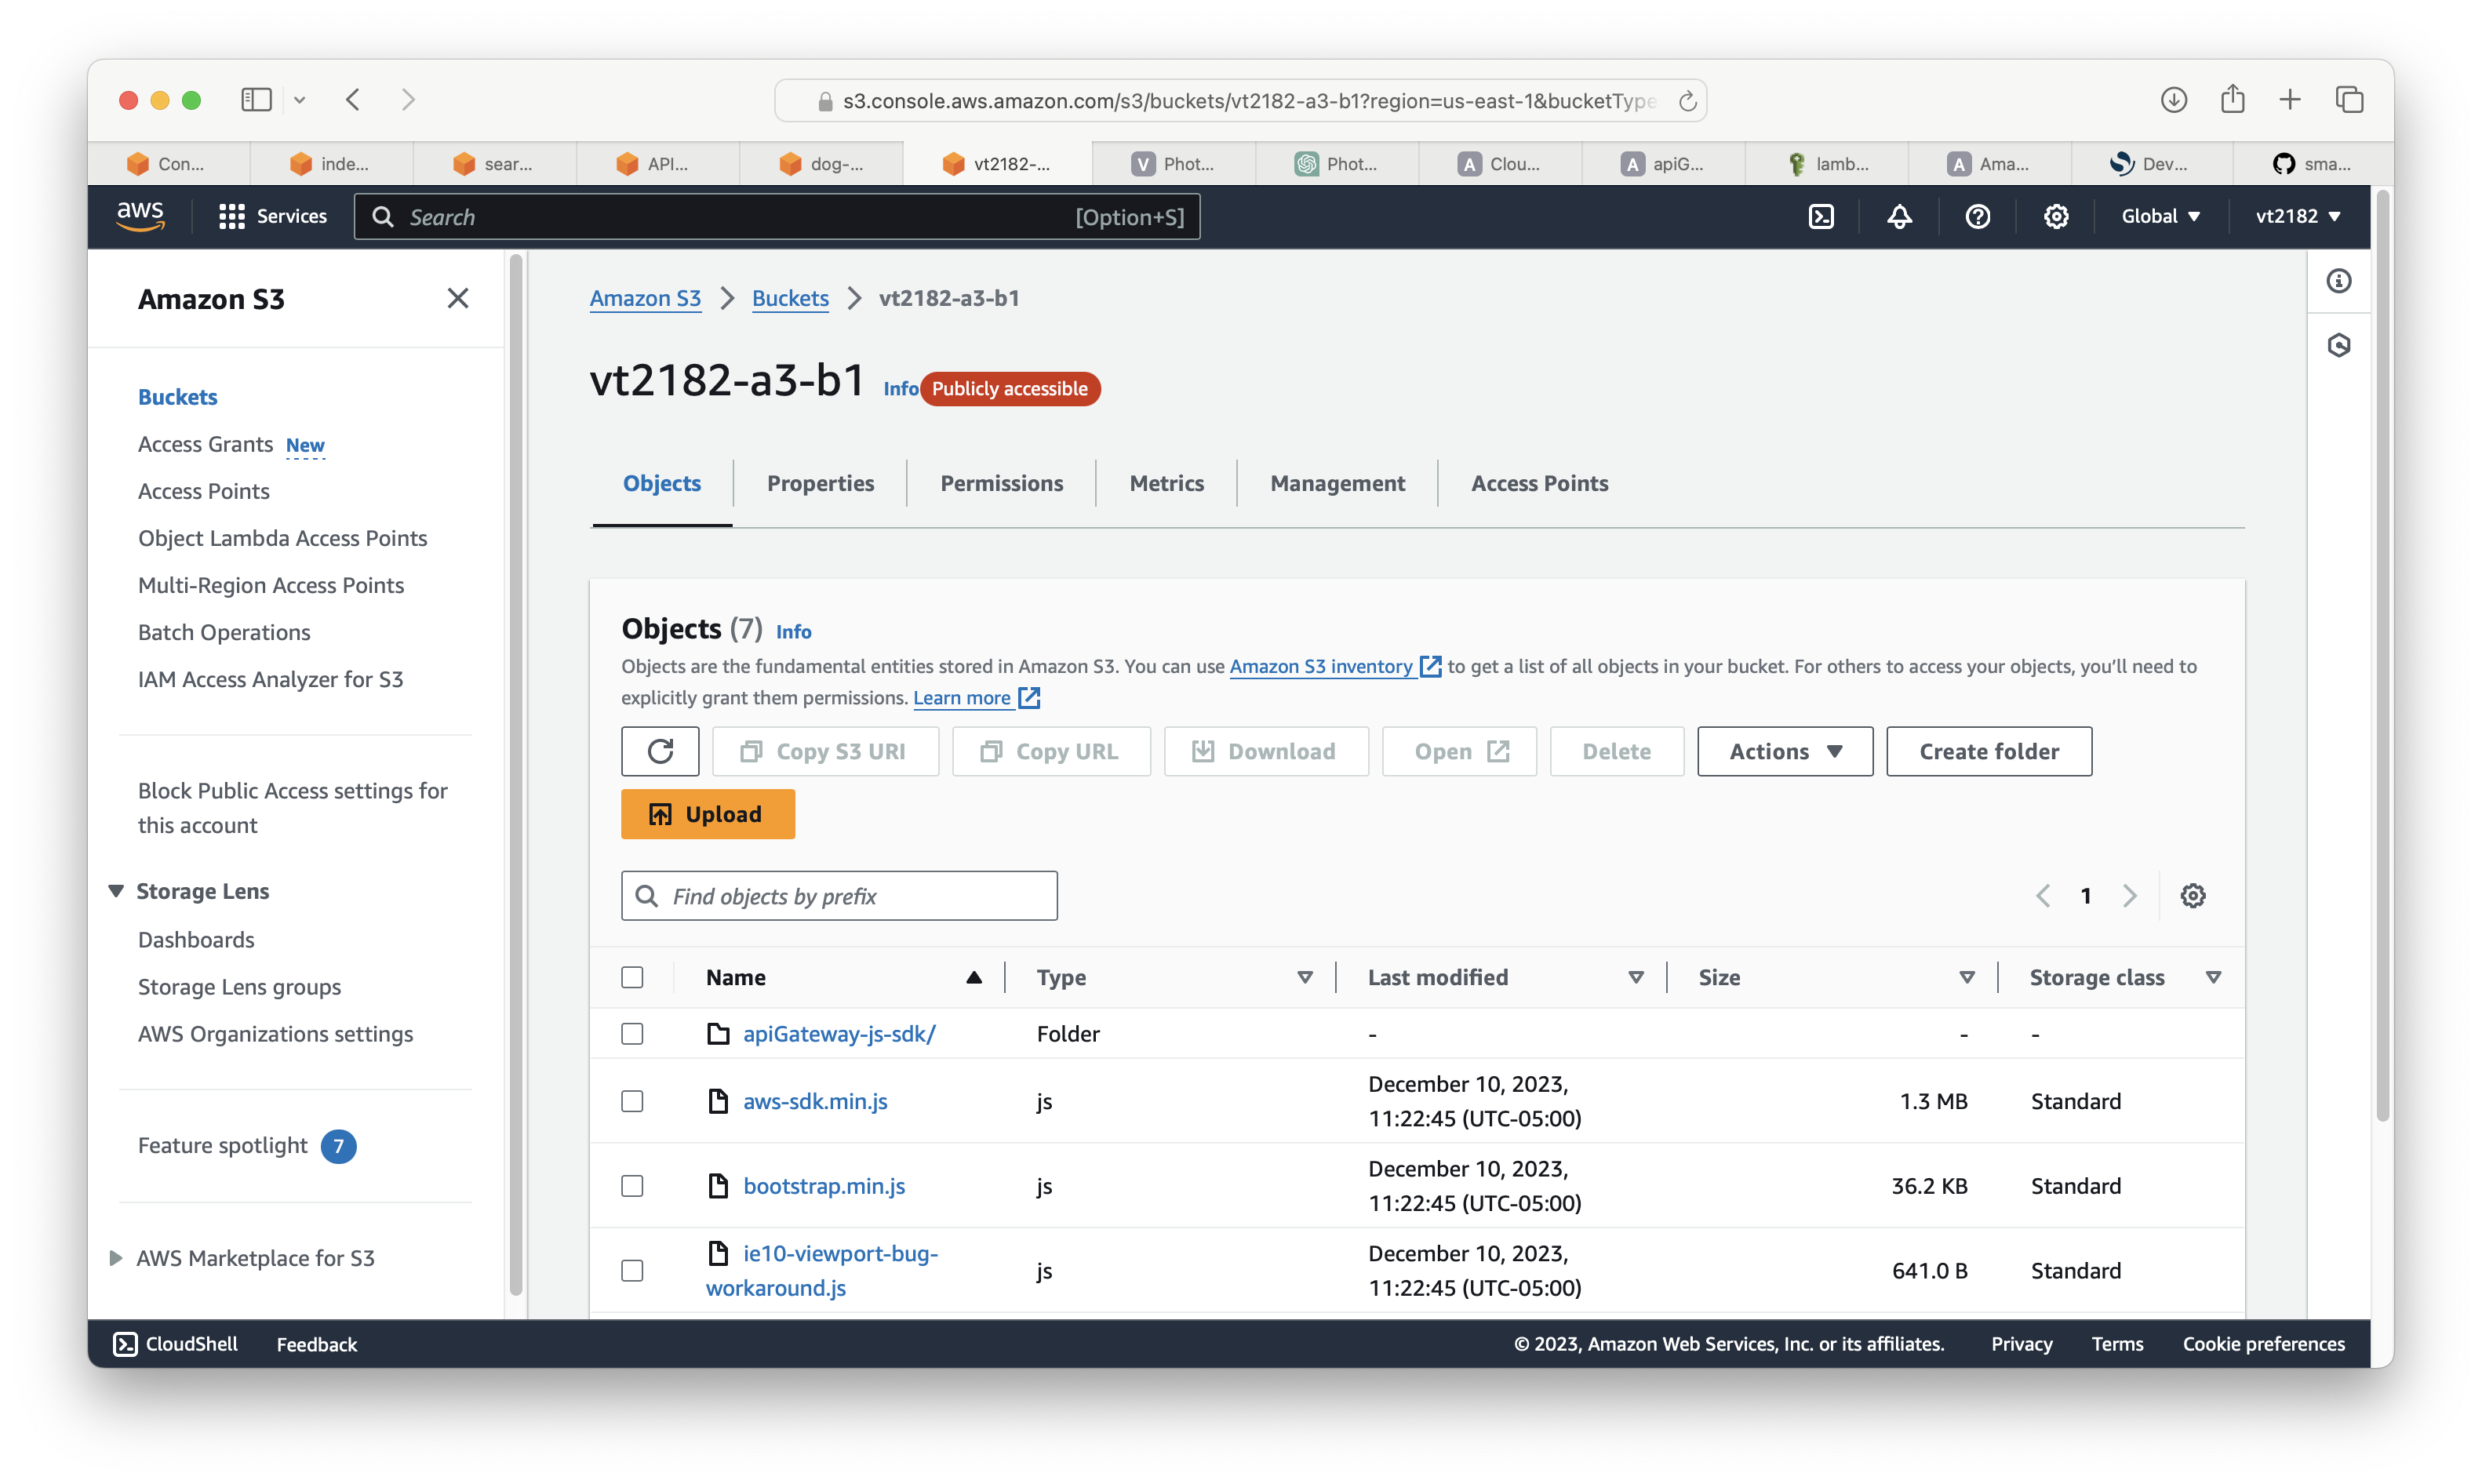 s3.console.aws.amazon.com/s3/buckets/vt2182-a3-b1?region=us-east-1&bucketType
Con...
inde...
sear...
API...
dog-...
vt2182-...
V Phot...
Phot...
A Clou...
A apiG...
lamb...
A Ama...
Dev...
sma...
aws
Services
Search
[Option+S]
Global
vt2182
Amazon S3
Buckets
Access Grants New
Access Points
Object Lambda Access Points
Multi-Region Access Points
Batch Operations
IAM Access Analyzer for S3
Block Public Access settings for
this account
Storage Lens
Dashboards
Storage Lens groups
AWS Organizations settings
Feature spotlight 7
AWS Marketplace for S3
Amazon S3 > Buckets > vt2182-a3-b1
vt2182-a3-b1 Info Publicly accessible
Objects
Properties
Permissions
Metrics
Management
Access Points
Objects (7) Info
Objects are the fundamental entities stored in Amazon S3. You can use Amazon S3 inventory to get a list of all objects in your bucket. For others to access your objects, you’ll need to
explicitly grant them permissions. Learn more
Copy S3 URI
Copy URL
Download
Open
Delete
Actions
Create folder
Upload
Find objects by prefix
1
Name Type Last modified Size Storage class
apiGateway-js-sdk/ Folder - - -
aws-sdk.min.js js December 10, 2023, 1.3 MB Standard
11:22:45 (UTC-05:00)
bootstrap.min.js js December 10, 2023, 36.2 KB Standard
11:22:45 (UTC-05:00)
ie10-viewport-bug- js December 10, 2023, 641.0 B Standard
workaround.js 11:22:45 (UTC-05:00)
CloudShell
Feedback
© 2023, Amazon Web Services, Inc. or its affiliates.
Privacy
Terms
Cookie preferences